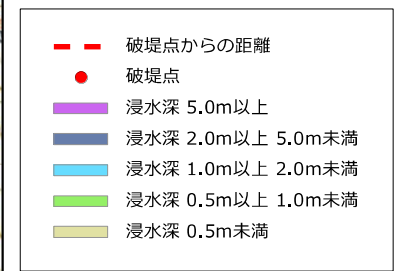 破堤点からの距離
破堤点
浸水深 5.0m以上
浸水深 2.0m以上 5.0m未満
浸水深 1.0m以上 2.0m未満
浸水深 0.5m以上 1.0m未満
浸水深 0.5m未満